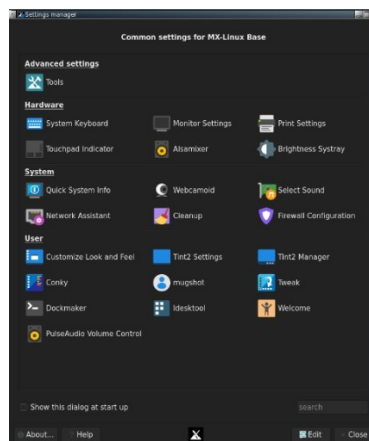 Settings manager
Common settings for MX-Linux Base
Advanced settings
Tools
Hardware
System Keyboard Monitor Settings Print Settings
Touchpad Indicator Alsamixer Brightness Systray
System
Quick System Info Webcamoid Select Sound
Network Assistant Cleanup Firewall Configuration
User
Customize Look and Feel Tint2 Settings Tint2 Manager
Conky mugshot Tweak
Dockmaker Idesktool Welcome
PulseAudio Volume Control
Show this dialog at start up search
About... Help Edit Close